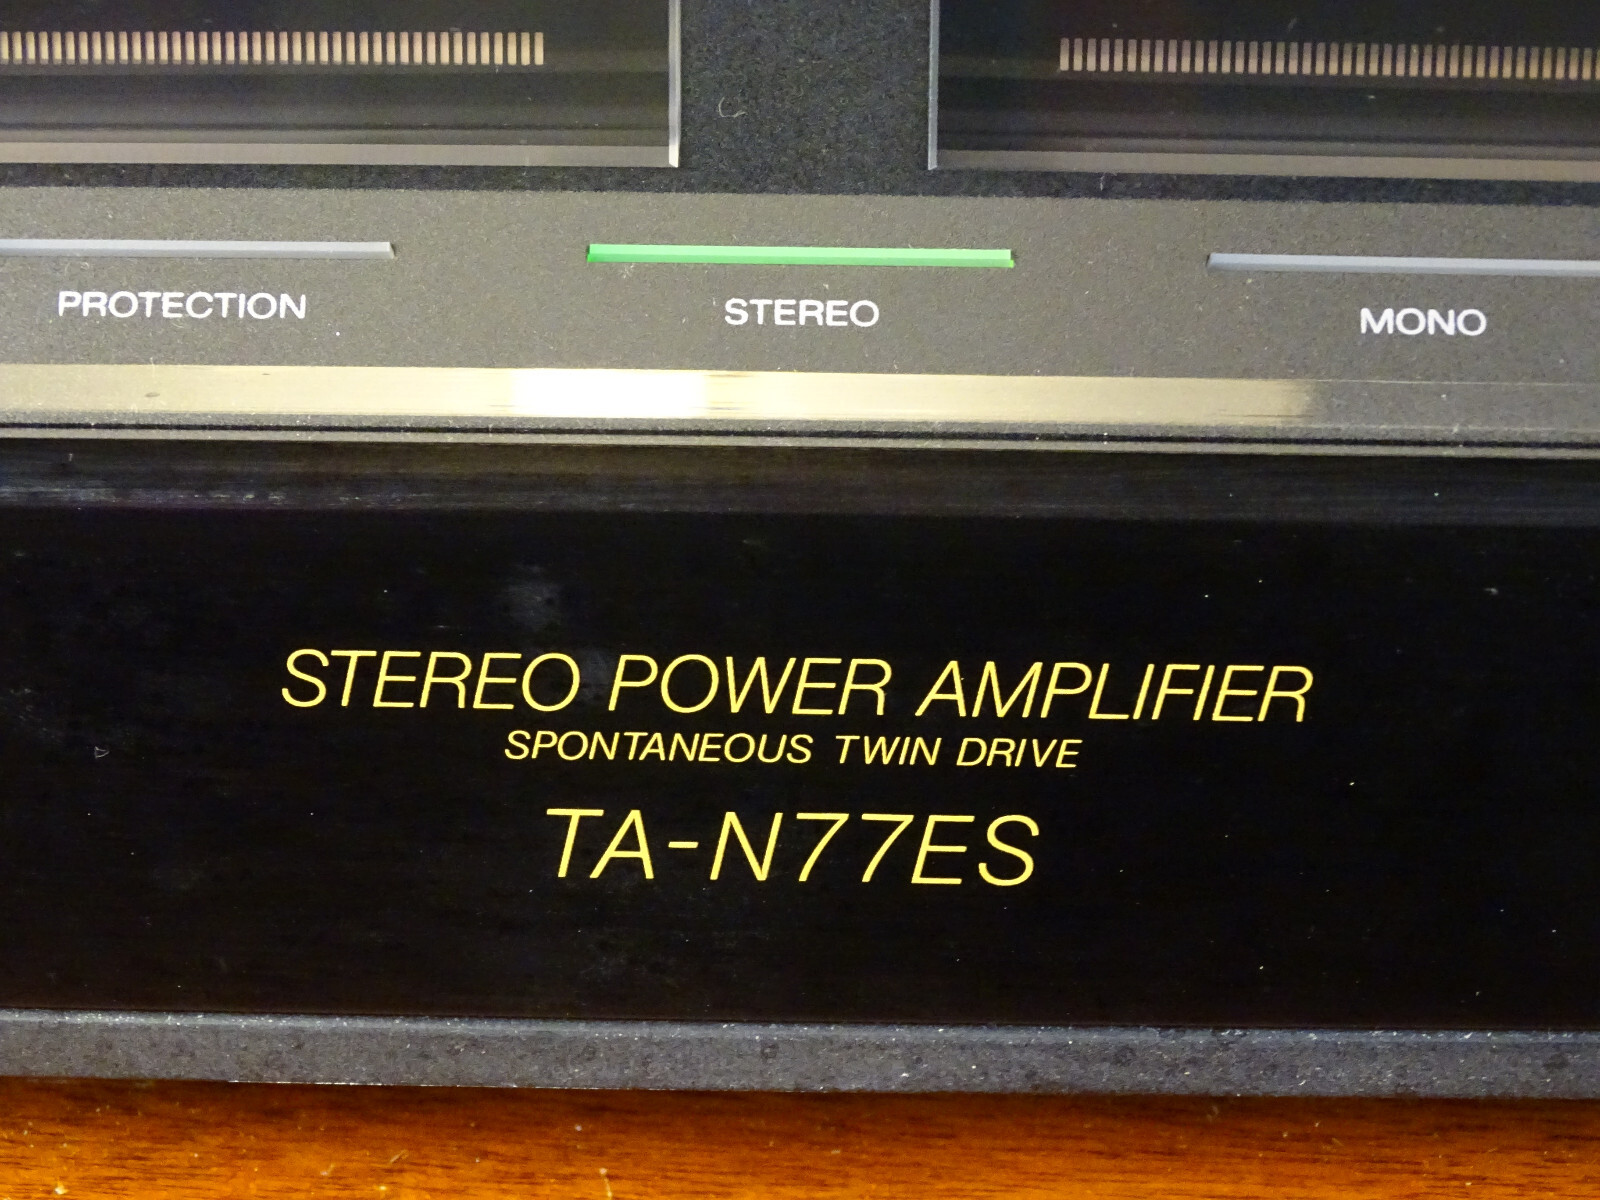 PROTECTION STEREO MONO
STEREO POWER AMPLIFIER
SPONTANEOUS TWIN DRIVE
TA-N77ES